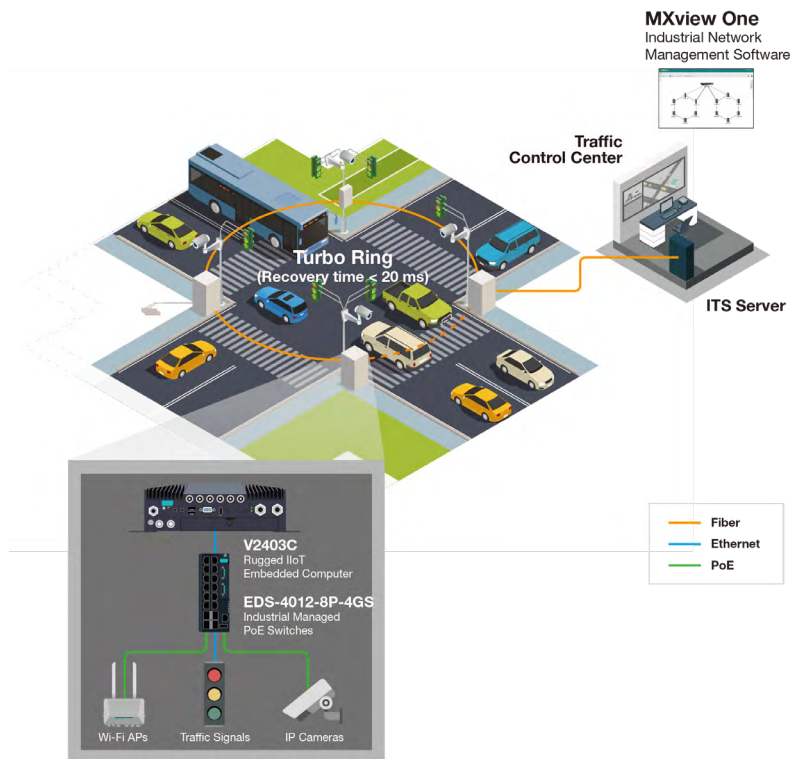 MXview One
Industrial Network
Management Software
Traffic
Control Center
Turbo Ring
(Recovery time < 20 ms)
ITS Server
V2403C
Rugged IIoT
Embedded Computer
EDS-4012-8P-4GS
Industrial Managed
PoE Switches
Wi-Fi APs
Traffic Signals
IP Cameras
Fiber
Ethernet
PoE